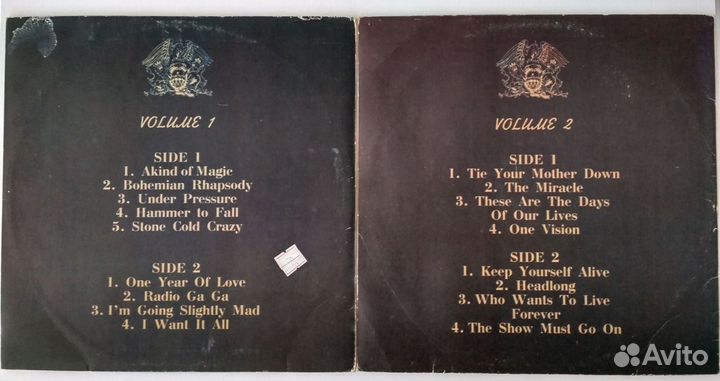 VOLUME 1
SIDE 1
1. Akind of Magic
2. Bohemian Rhapsody
3. Under Pressure
4. Hammer to Fall
5. Stone Cold Crazy
SIDE 2
1. One Year Of Love
2. Radio Ga Ga
3. I'm Going Slightly Mad
4. I Want It All
VOLUME 2
SIDE 1
1. Tie Your Mother Down
2. The Miracle
3. These Are The Days
Of Our Lives
4. One Vision
SIDE 2
1. Keep Yourself Alive
2. Headlong
3. Who Wants To Live
Forever
4. The Show Must Go On
Avito